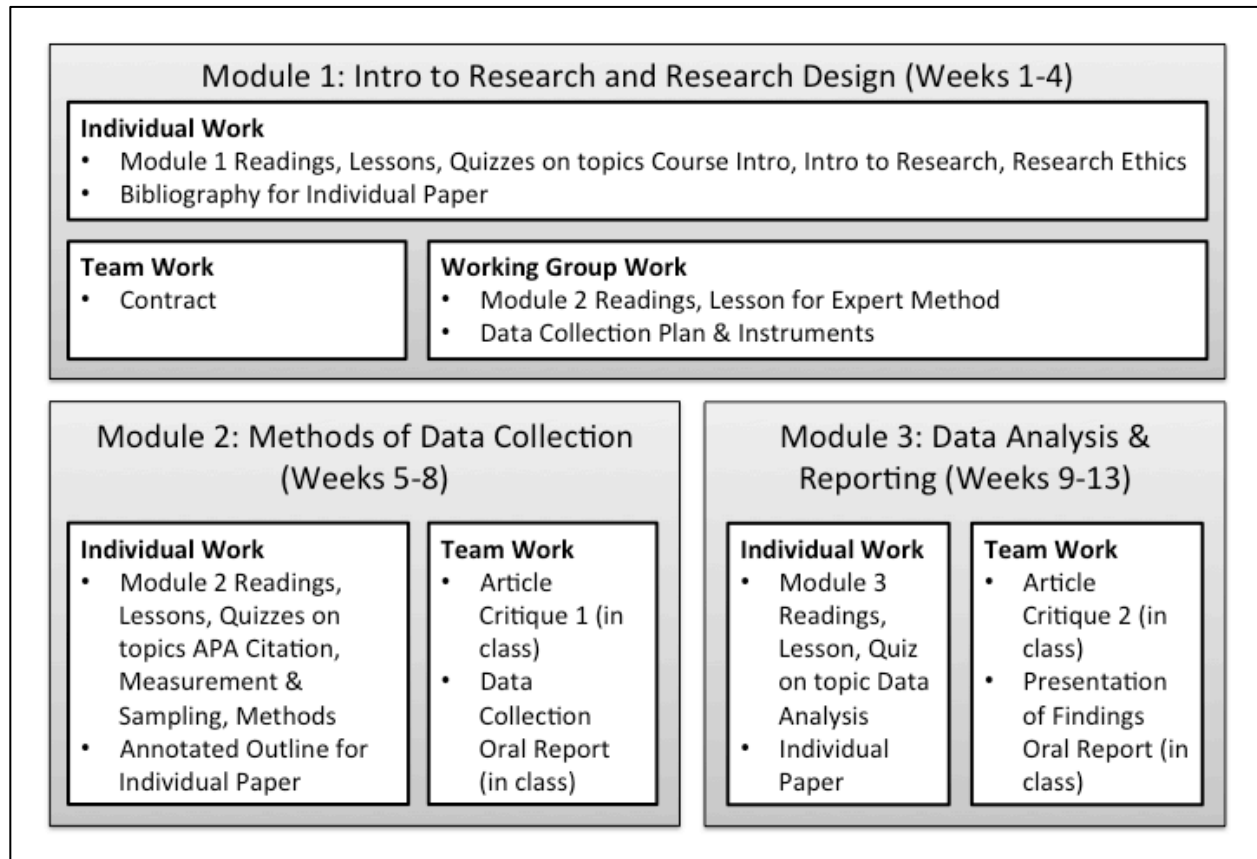 Module 1: Intro to Research and Research Design (Weeks 1-4)
Individual Work
• Module 1 Readings, Lessons, Quizzes on topics Course Intro, Intro to Research, Research Ethics
• Bibliography for Individual Paper
Team Work
• Contract
Working Group Work
• Module 2 Readings, Lesson for Expert Method
• Data Collection Plan & Instruments
Module 2: Methods of Data Collection
(Weeks 5-8)
Individual Work
• Module 2 Readings,
Lessons, Quizzes on
topics APA Citation,
Measurement &
Sampling, Methods
• Annotated Outline for
Individual Paper
Team Work
• Article
Critique 1 (in
class)
• Data
Collection
Oral Report
(in class)
Module 3: Data Analysis &
Reporting (Weeks 9-13)
Individual Work
• Module 3
Readings,
Lesson, Quiz
on topic Data
Analysis
• Individual
Paper
Team Work
• Article
Critique 2 (in
class)
• Presentation
of Findings
Oral Report (in
class)